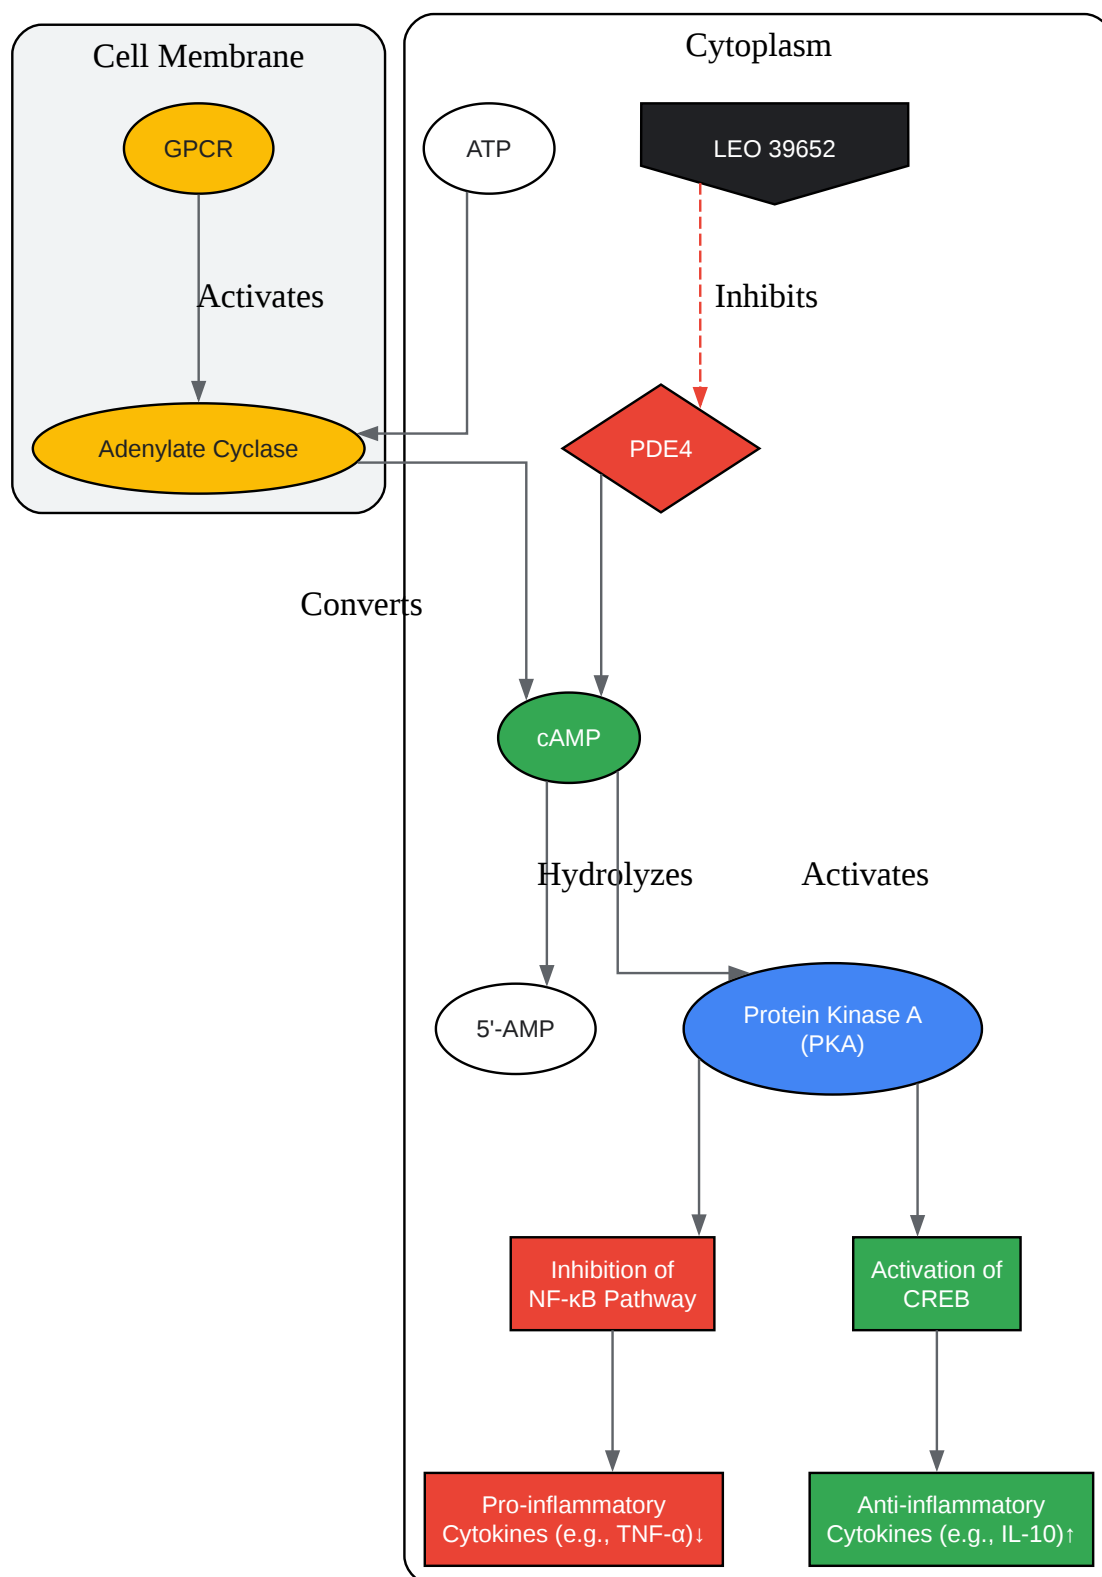 Cell Membrane
Cytoplasm
GPCR
ATP
LEO 39652
Activates
Inhibits
Adenylate Cyclase
PDE4
Converts
cAMP
Hydrolyzes
Activates
5'-AMP
Protein Kinase A
(PKA)
Inhibition of
NF-κB Pathway
Activation of
CREB
Pro-inflammatory
Cytokines (e.g., TNF-α)↓
Anti-inflammatory
Cytokines (e.g., IL-10)↑